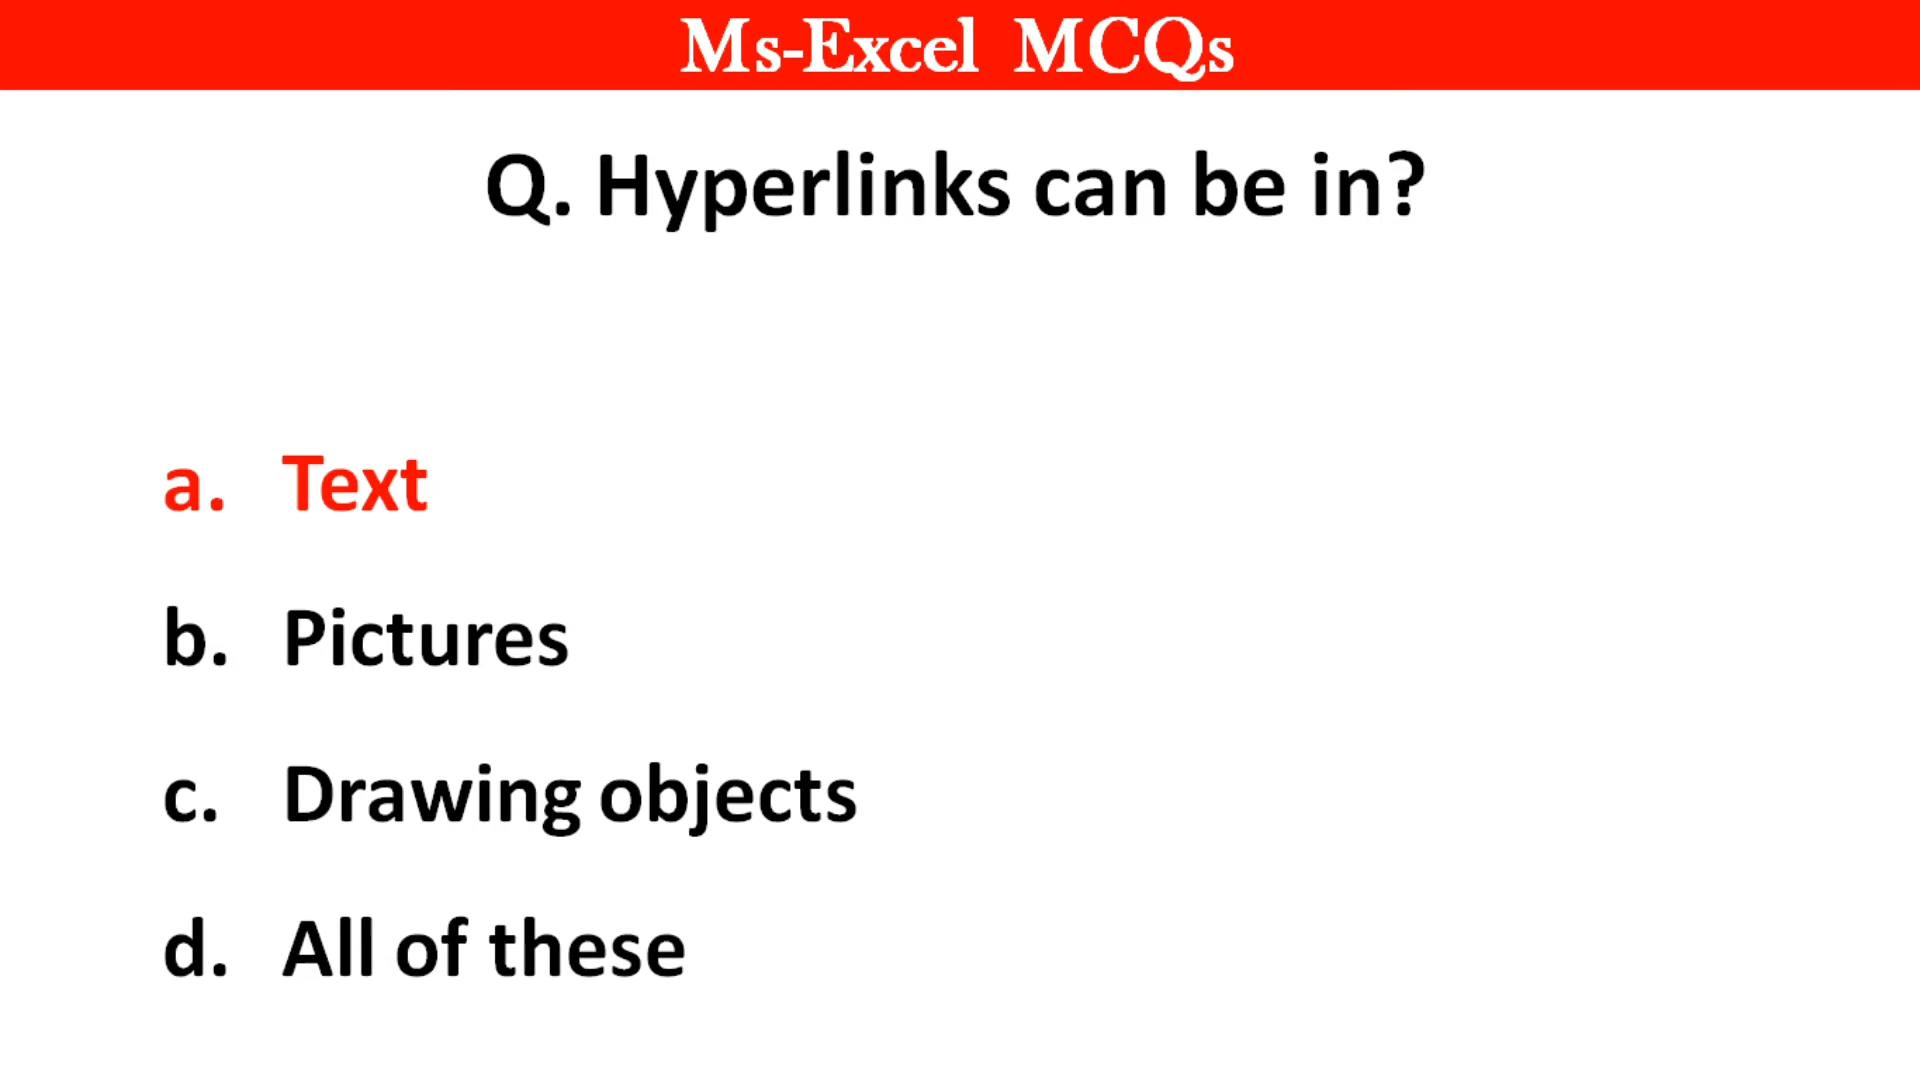 Ms-Excel MCQs
Q. Hyperlinks can be in?
a. Text
b. Pictures
c. Drawing objects
d. All of these